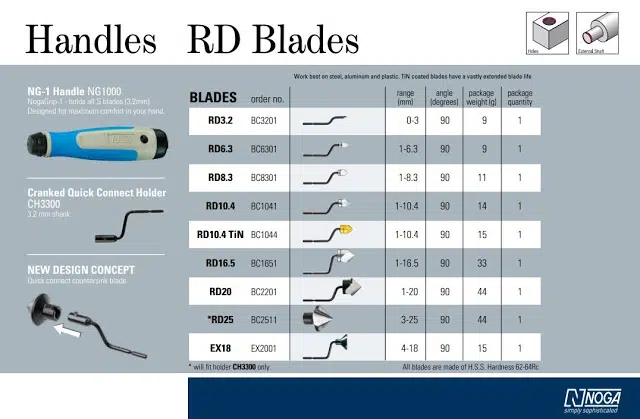 Handles RD Blades
Holes
External Shaft
Work best on steel, aluminum and plastic. TiN coated blades have a vastly extended blade life
NG-1 Handle NG1000
NogaGrip-1 - holds all S blades (3.2mm)
Designed for maximum comfort in your hand.
Cranked Quick Connect Holder
CH3300
3.2 mm shank
NEW DESIGN CONCEPT
Quick connect countersink blade
BLADES order no. range (mm) angle (degrees) package weight (g) package quantity
RD3.2 BC3201 0-3 90 9 1
RD6.3 BC6301 1-6.3 90 9 1
RD8.3 BC8301 1-8.3 90 11 1
RD10.4 BC1041 1-10.4 90 14 1
RD10.4 TiN BC1044 1-10.4 90 15 1
RD16.5 BC1651 1-16.5 90 33 1
RD20 BC2201 1-20 90 44 1
*RD25 BC2511 3-25 90 44 1
EX18 EX2001 4-18 90 15 1
* will fit holder CH3300 only
All blades are made of H.S.S. Hardness 62-64Rc
NOGA
simply sophisticated